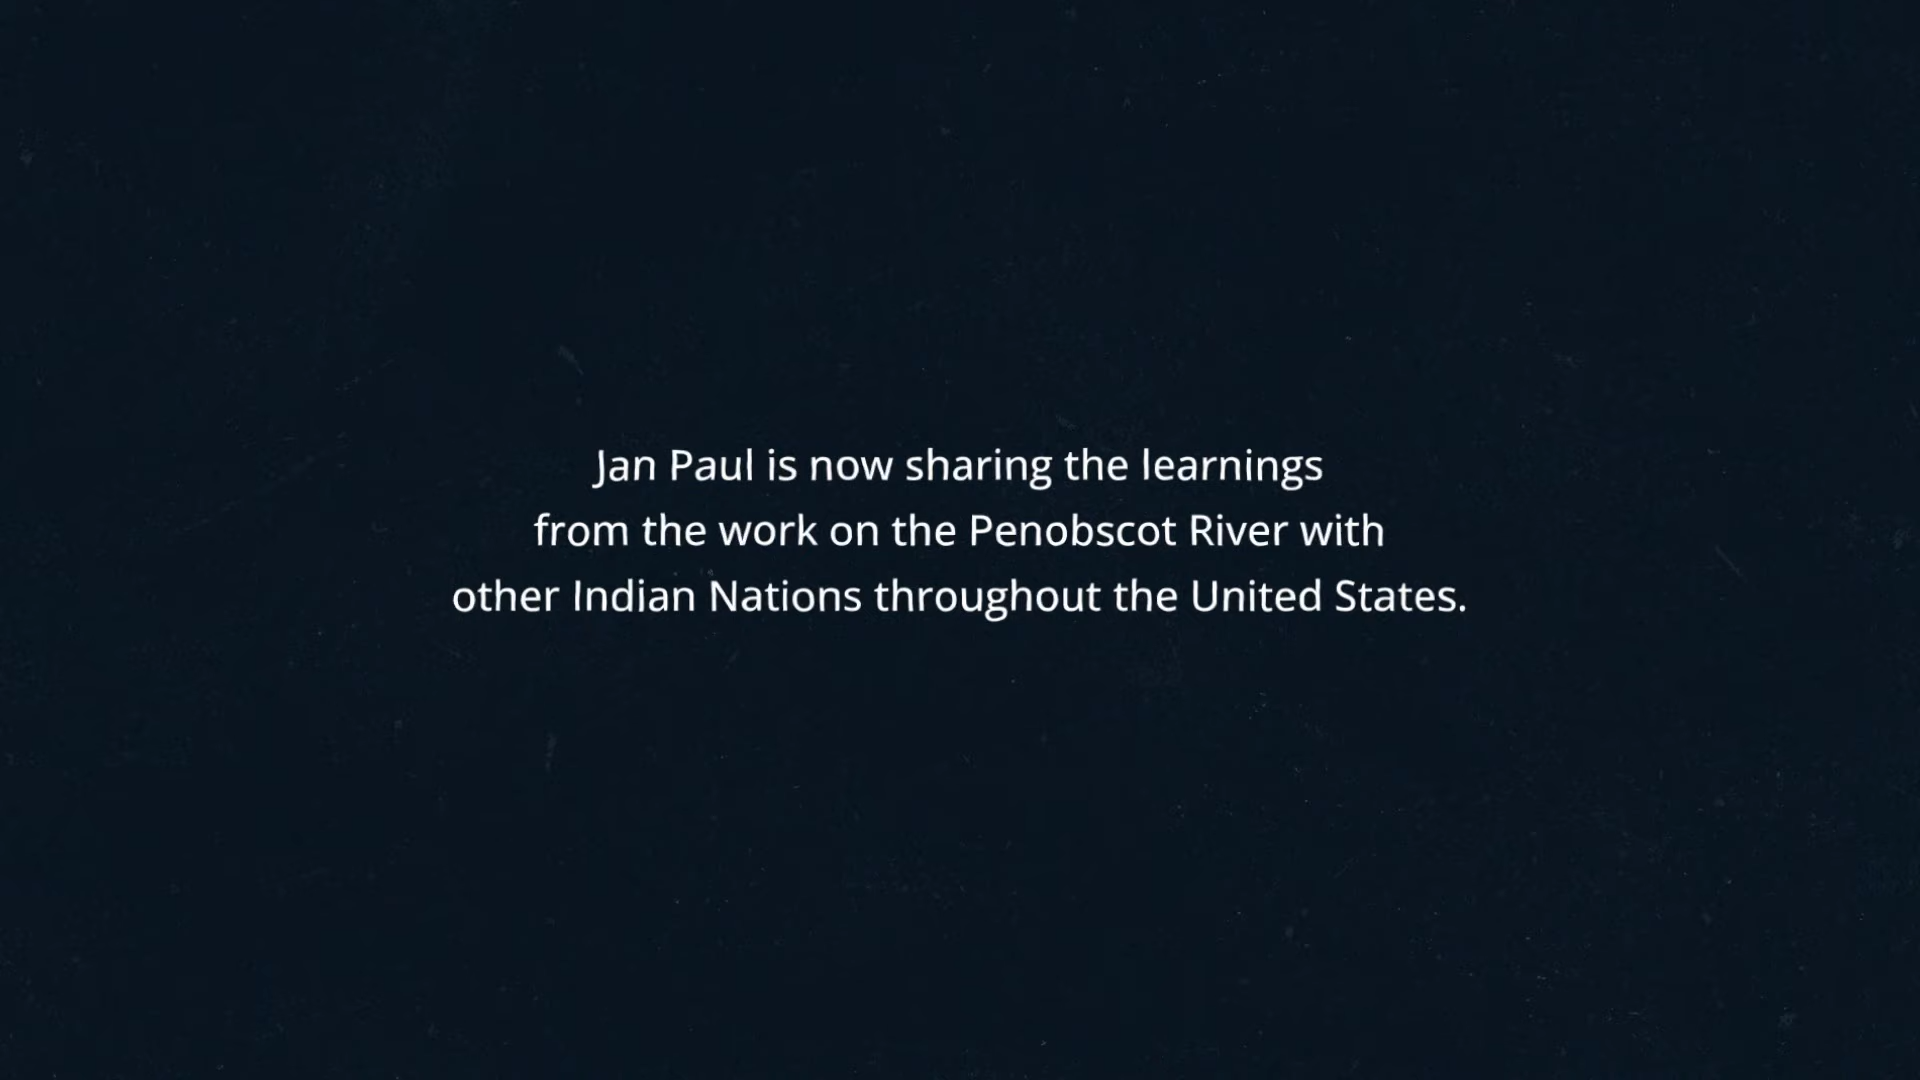 Jan Paul is now sharing the learnings
from the work on the Penobscot River with
other Indian Nations throughout the United States.